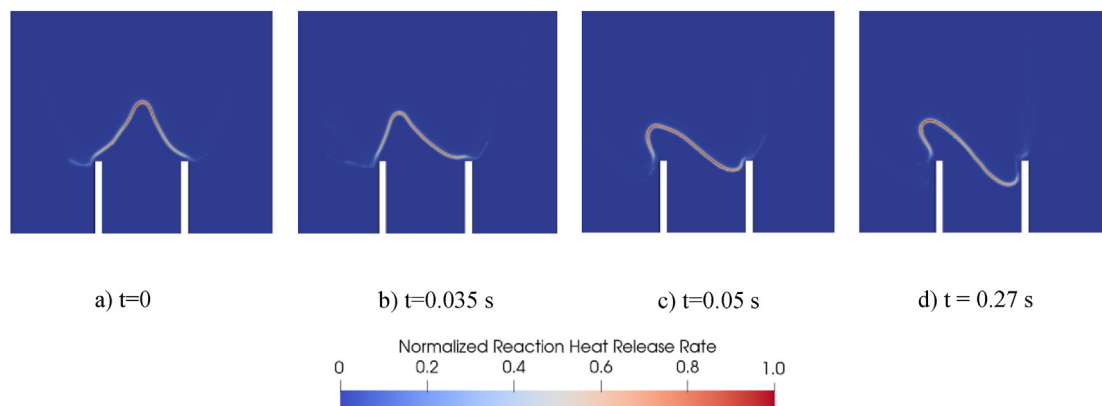 a) t=0
b) t=0.035 s
c) t=0.05 s
d) t = 0.27 s
Normalized Reaction Heat Release Rate
0 0.2 0.4 0.6 0.8 1.0